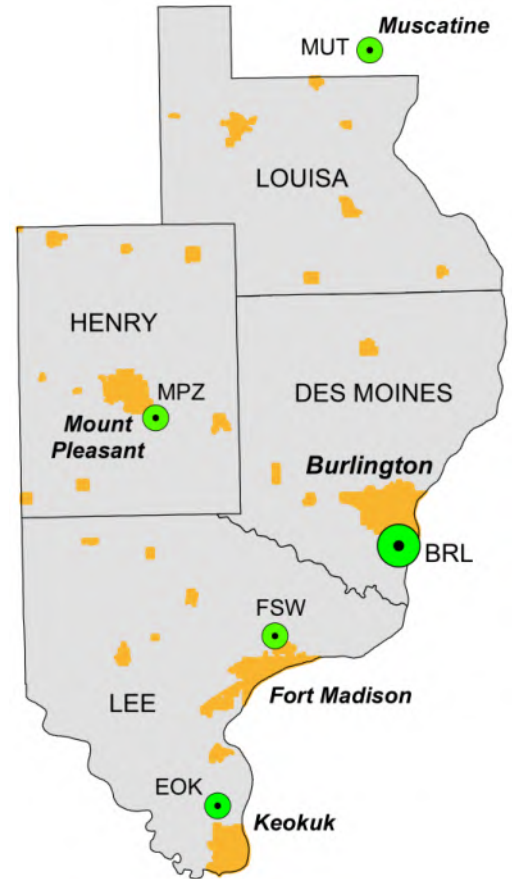 Muscatine
MUT
LOUISA
HENRY
DES MOINES
MPZ
Mount
Pleasant
Burlington
BRL
FSW
Fort Madison
LEE
EOK
Keokuk